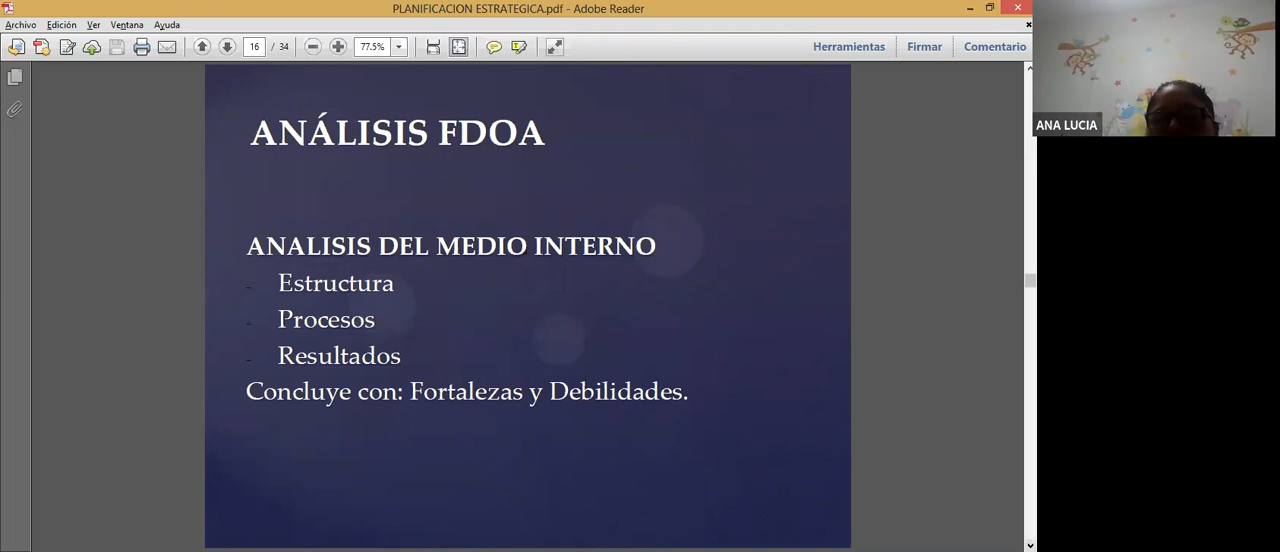 PLANIFICACION ESTRATEGICA.pdf - Adobe Reader
Archivo Edición Ver Ventana Ayuda
16 / 34 77.5% Herramientas Firmar Comentario
ANÁLISIS FDOA
ANALISIS DEL MEDIO INTERNO
- Estructura
- Procesos
- Resultados
Concluye con: Fortalezas y Debilidades.
ANA LUCIA